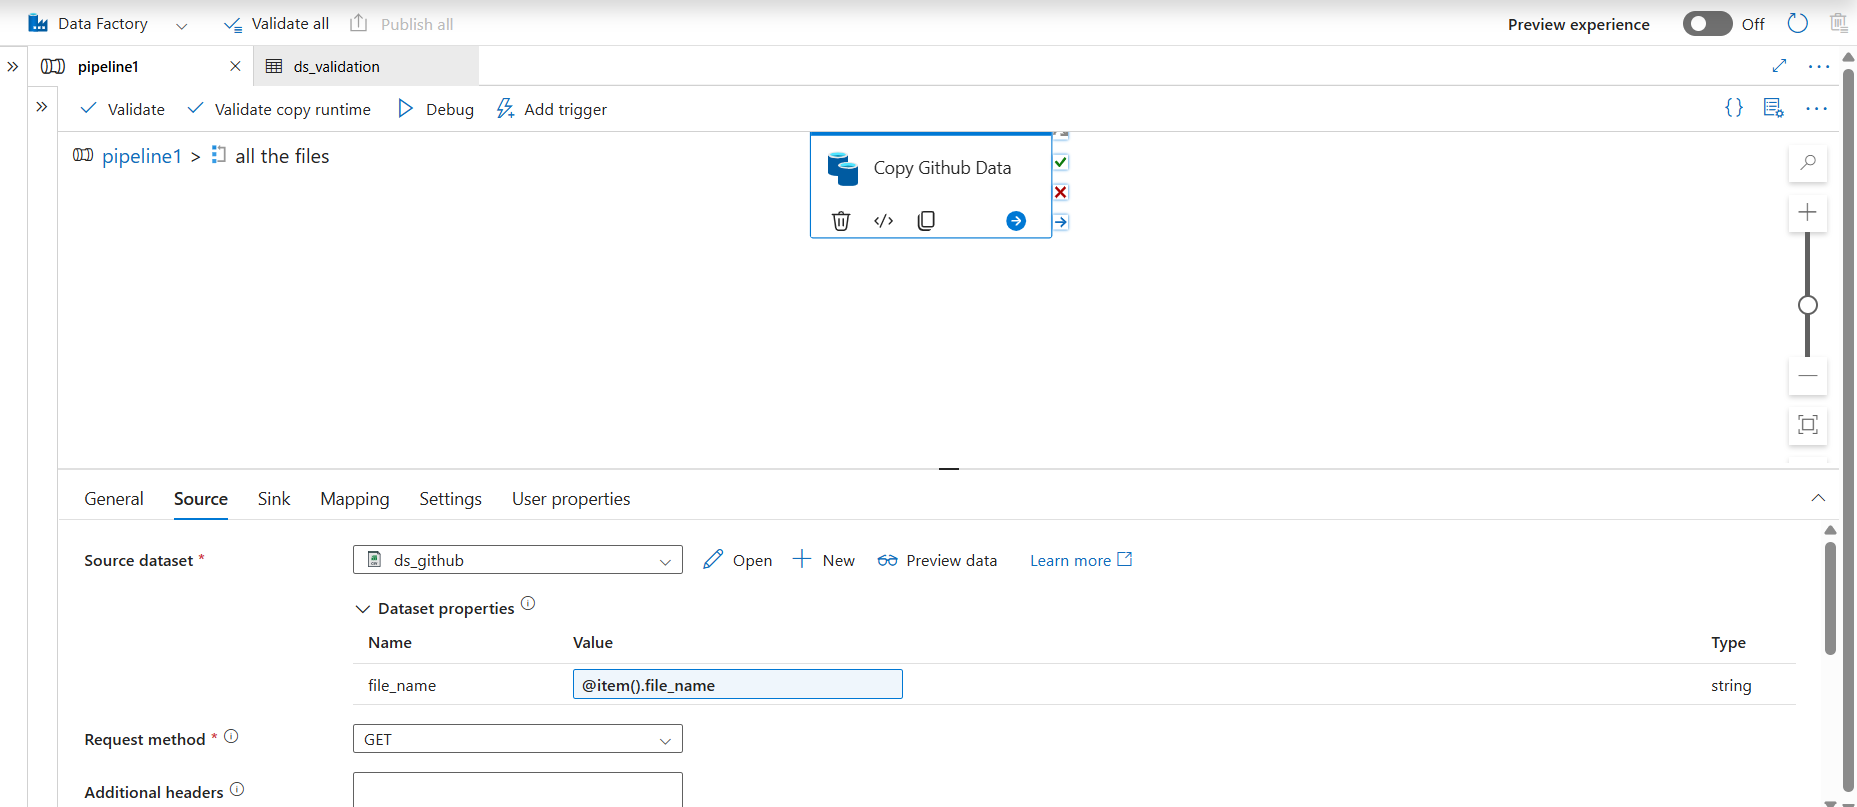 Data Factory Validate all Publish all Preview experience Off
pipeline1 ds_validation
Validate Validate copy runtime Debug Add trigger
pipeline1 > all the files
Copy Github Data
General Source Sink Mapping Settings User properties
Source dataset * ds_github Open New Preview data Learn more
Dataset properties
Name Value Type
file_name @item().file_name string
Request method * GET
Additional headers